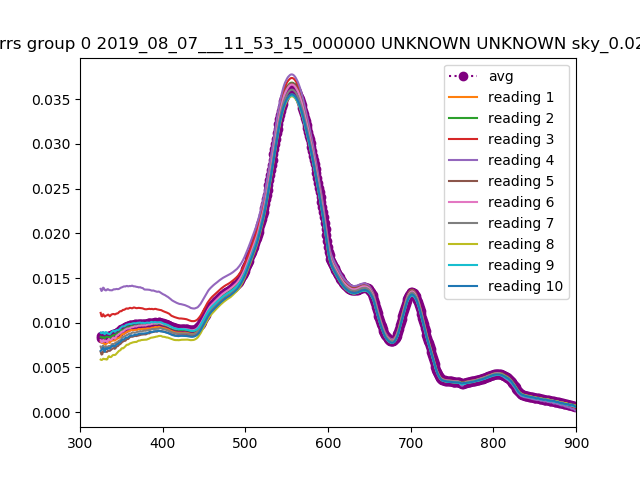 rrs group 0 2019_08_07___11_53_15_000000 UNKNOWN UNKNOWN sky_0.02
avg
reading 1
reading 2
reading 3
reading 4
reading 5
reading 6
reading 7
reading 8
reading 9
reading 10
0.035
0.030
0.025
0.020
0.015
0.010
0.005
0.000
300 400 500 600 700 800 900